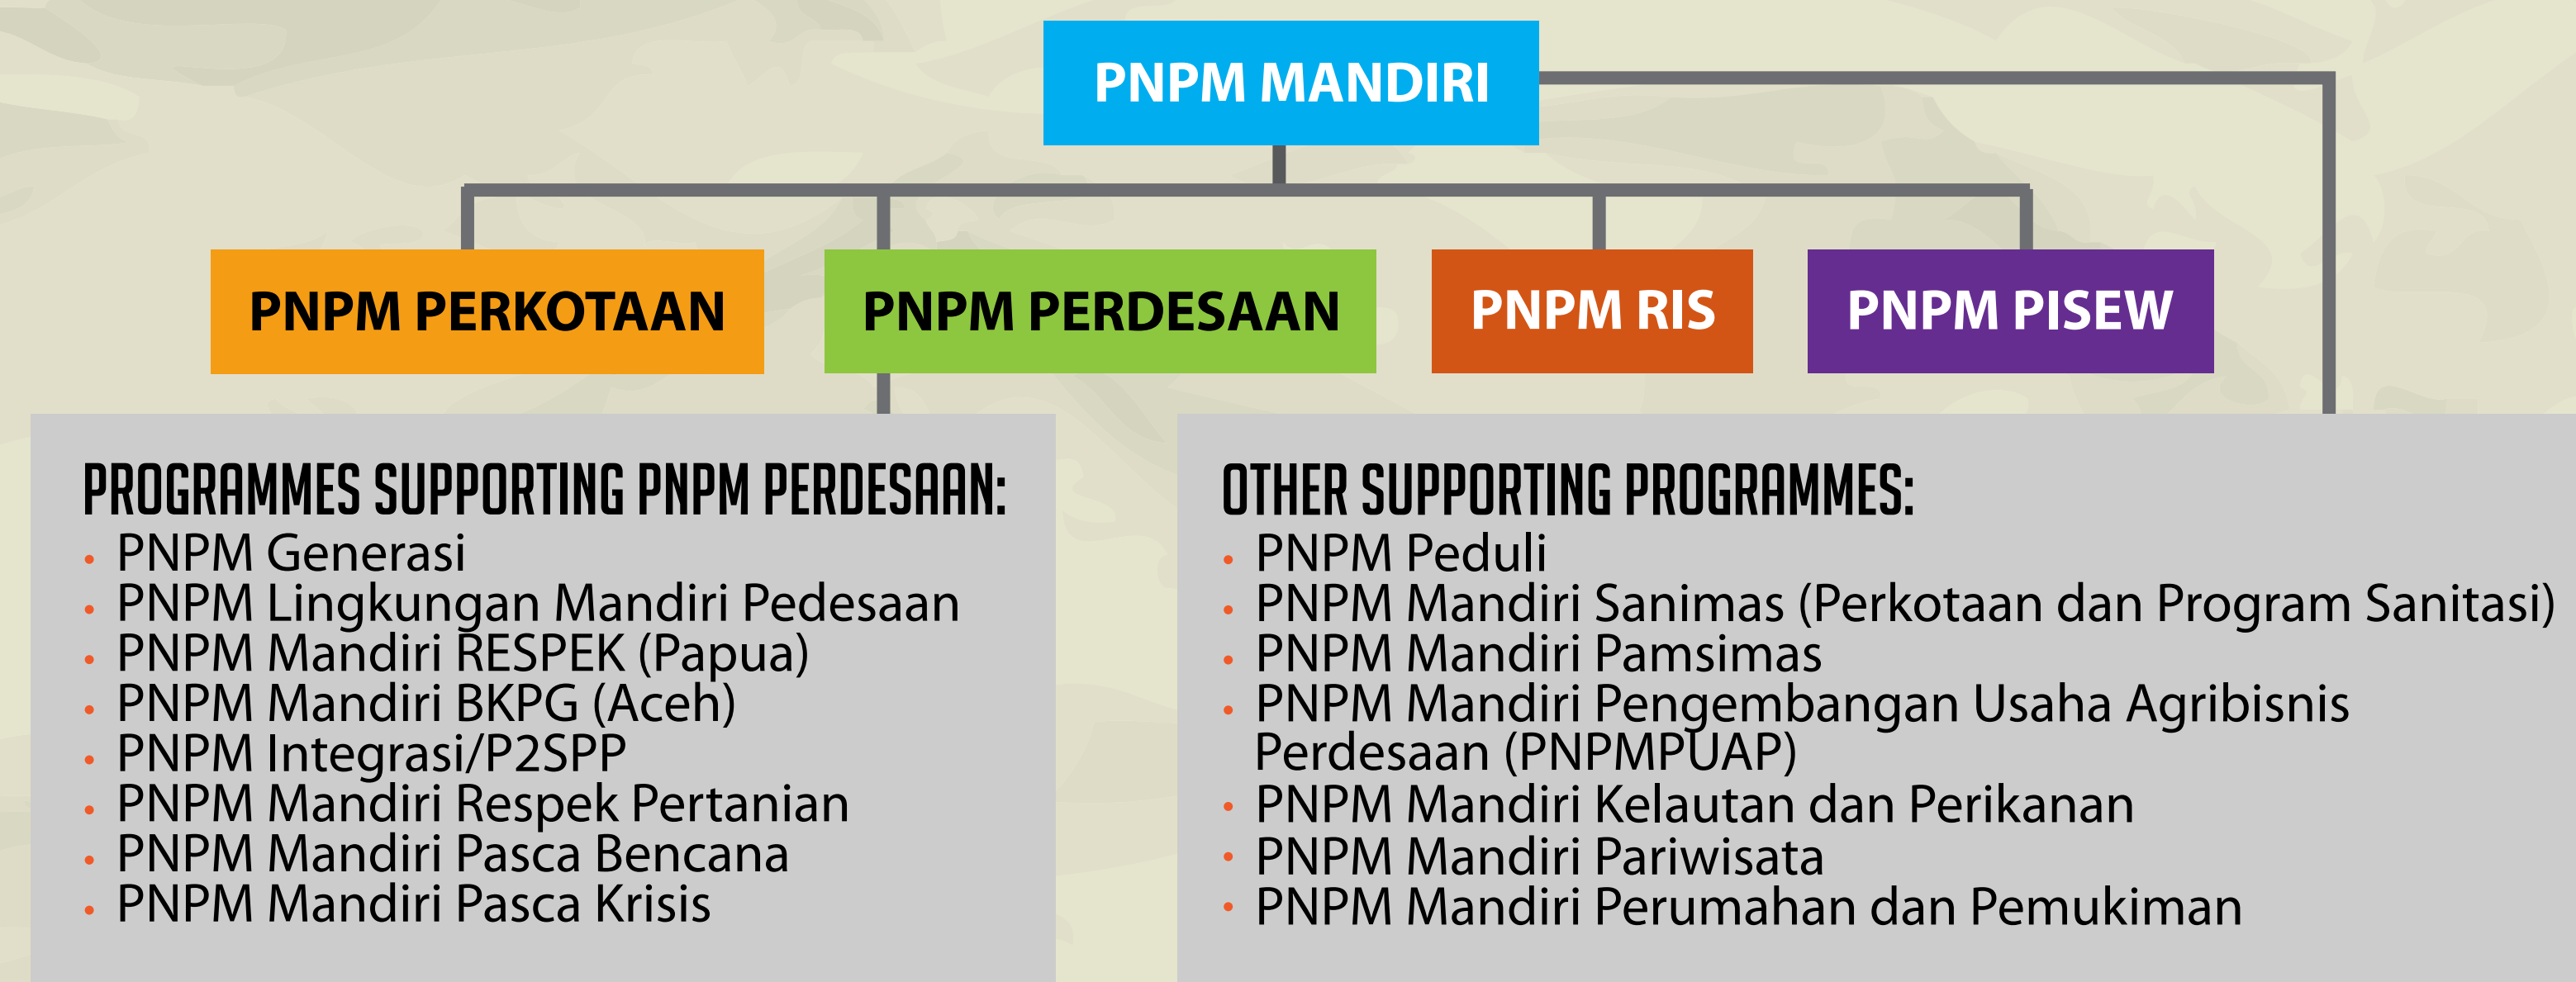 PNPM MANDIRI
PNPM PERKOTAAN
PNPM PERDESAAN
PNPM RIS
PNPM PISEW
PROGRAMMES SUPPORTING PNPM PERDESAAN:
• PNPM Generasi
• PNPM Lingkungan Mandiri Pedesaan
• PNPM Mandiri RESPEK (Papua)
• PNPM Mandiri BKPG (Aceh)
• PNPM Integrasi/P2SPP
• PNPM Mandiri Respek Pertanian
• PNPM Mandiri Pasca Bencana
• PNPM Mandiri Pasca Krisis
OTHER SUPPORTING PROGRAMMES:
• PNPM Peduli
• PNPM Mandiri Sanimas (Perkotaan dan Program Sanitasi)
• PNPM Mandiri Pamsimas
• PNPM Mandiri Pengembangan Usaha Agribisnis
Perdesaan (PNPMPUAP)
• PNPM Mandiri Kelautan dan Perikanan
• PNPM Mandiri Pariwisata
• PNPM Mandiri Perumahan dan Pemukiman